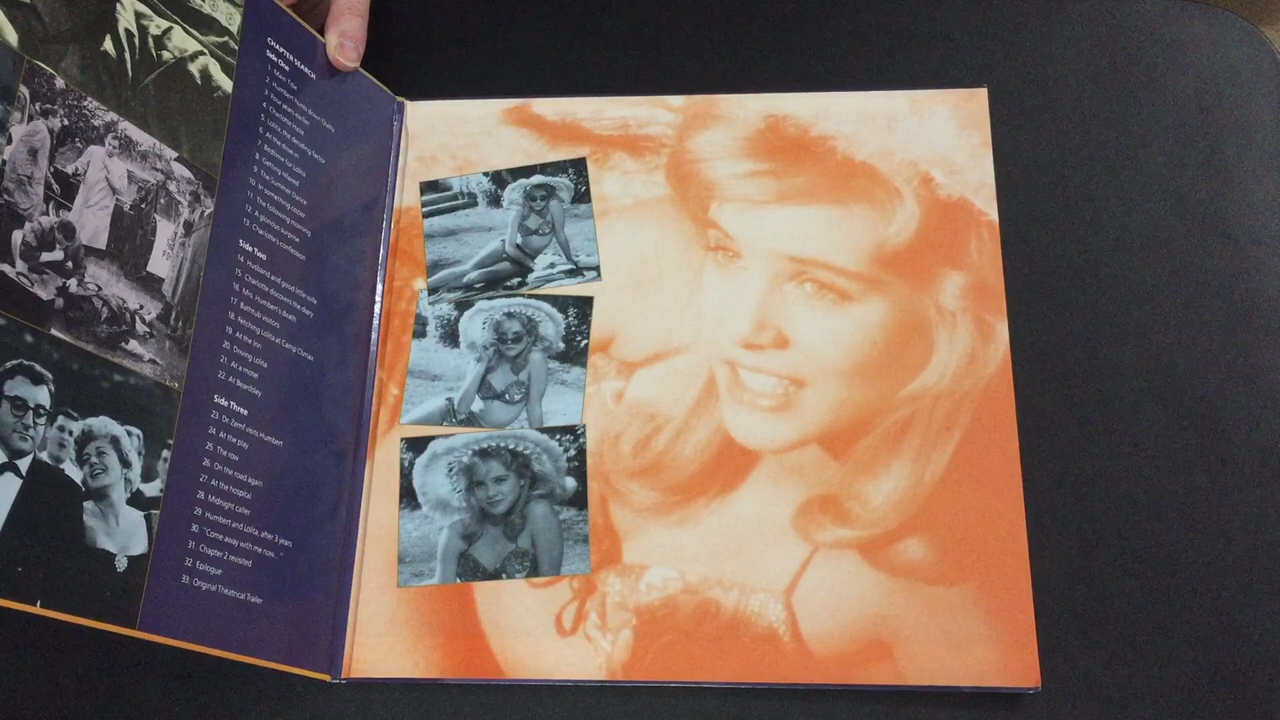 CHAPTER SEARCH
Side One
1. Main Title
2. Humbert hunts down Quilty
3. Four years earlier
4. Charlotte Haze
5. Lolita, the deciding factor
6. At the drive-in
7. Bedtime for Lolita
8. Getting related
9. The Summer Dance
10. In something cozier
11. The following morning
12. A glorious surprise
13. Charlotte's confession
Side Two
14. Husband and good little wife
15. Charlotte discovers the diary
16. Mrs. Humbert's death
17. Bathtub visitors
18. Fetching Lolita at Camp Climax
19. At the Inn
20. Driving Lolita
21. At a motel
22. At Beardsley
Side Three
23. Dr. Zemf visits Humbert
24. At the play
25. The row
26. On the road again
27. At the hospital
28. Midnight caller
29. Humbert and Lolita, after 3 years
30. "Come away with me now..."
31. Chapter 2 revisited
32. Epilogue
33. Original Theatrical Trailer